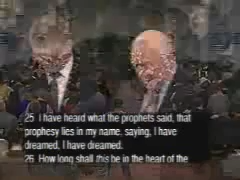 25 I have heard what the prophets said, that
prophesy lies in my name, saying, I have
dreamed, I have dreamed.
26 How long shall this be in the heart of the